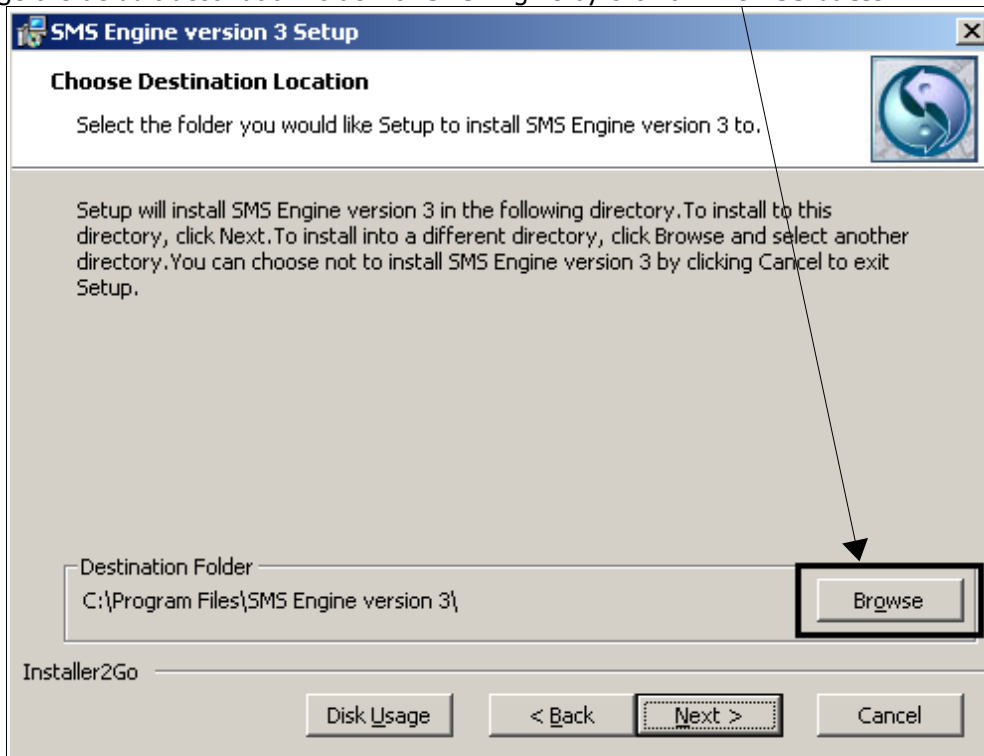 SMS Engine version 3 Setup
Choose Destination Location
Select the folder you would like Setup to install SMS Engine version 3 to.
Setup will install SMS Engine version 3 in the following directory.To install to this
directory, click Next.To install into a different directory, click Browse and select another
directory.You can choose not to install SMS Engine version 3 by clicking Cancel to exit
Setup.
Destination Folder
C:\Program Files\SMS Engine version 3\
Browse
Installer2Go
Disk Usage
< Back
Next >
Cancel